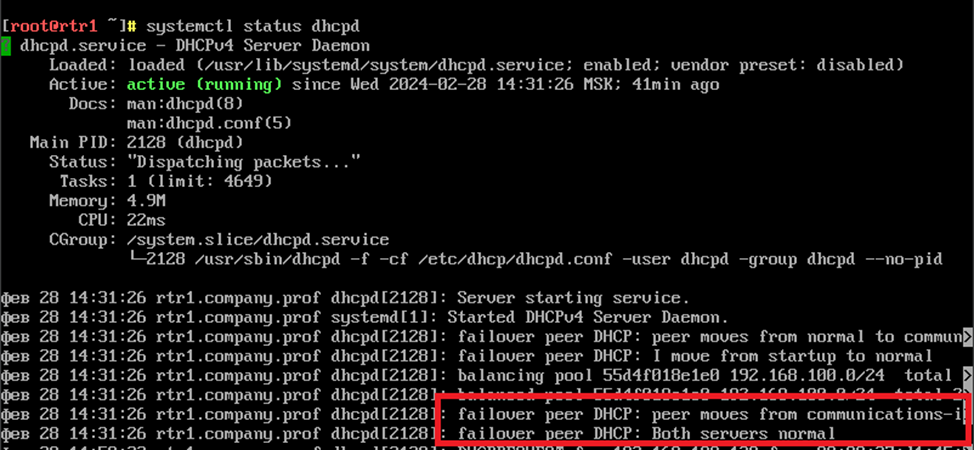 [root@rtr1 ~]# systemctl status dhcpd
? dhcpd.service - DHCPv4 Server Daemon
Loaded: loaded (/usr/lib/systemd/system/dhcpd.service; enabled; vendor preset: disabled)
Active: active (running) since Wed 2024-02-28 14:31:26 MSK; 41min ago
Docs: man:dhcpd(8)
man:dhcpd.conf(5)
Main PID: 2128 (dhcpd)
Status: "Dispatching packets..."
Tasks: 1 (limit: 4649)
Memory: 4.9M
CPU: 22ms
CGroup: /system.slice/dhcpd.service
└─2128 /usr/sbin/dhcpd -f -cf /etc/dhcp/dhcpd.conf -user dhcpd -group dhcpd --no-pid
фев 28 14:31:26 rtr1.company.prof dhcpd[2128]: Server starting service.
фев 28 14:31:26 rtr1.company.prof systemd[1]: Started DHCPv4 Server Daemon.
фев 28 14:31:26 rtr1.company.prof dhcpd[2128]: failover peer DHCP: peer moves from normal to commun>
фев 28 14:31:26 rtr1.company.prof dhcpd[2128]: failover peer DHCP: I move from startup to normal
фев 28 14:31:26 rtr1.company.prof dhcpd[2128]: balancing pool 55d4f018e1e0 192.168.100.0/24 total >
фев 28 14:31:26 rtr1.company.prof dhcpd[2128]: balanced pool 55d4f018e1e0 192.168.100.0/24 total
фев 28 14:31:26 rtr1.company.prof dhcpd[2128]: failover peer DHCP: peer moves from communications-i
фев 28 14:31:26 rtr1.company.prof dhcpd[2128]: failover peer DHCP: Both servers normal